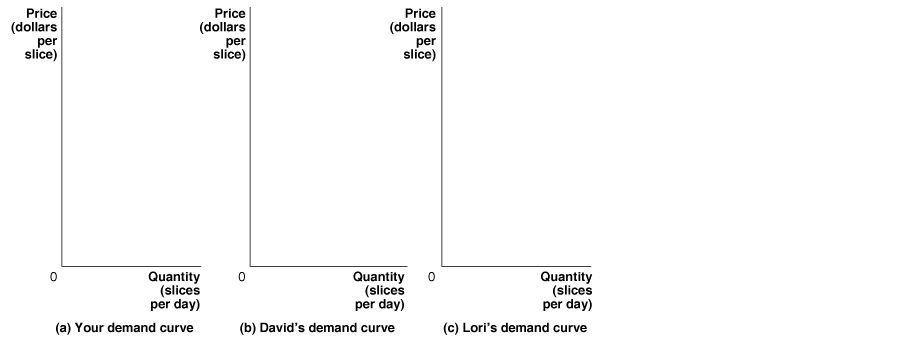 Price
(dollars
per
slice)
0
Quantity
(slices
per day)
(a) Your demand curve
Price
(dollars
per
slice)
0
Quantity
(slices
per day)
(b) David's demand curve
Price
(dollars
per
slice)
0
Quantity
(slices
per day)
(c) Lori's demand curve